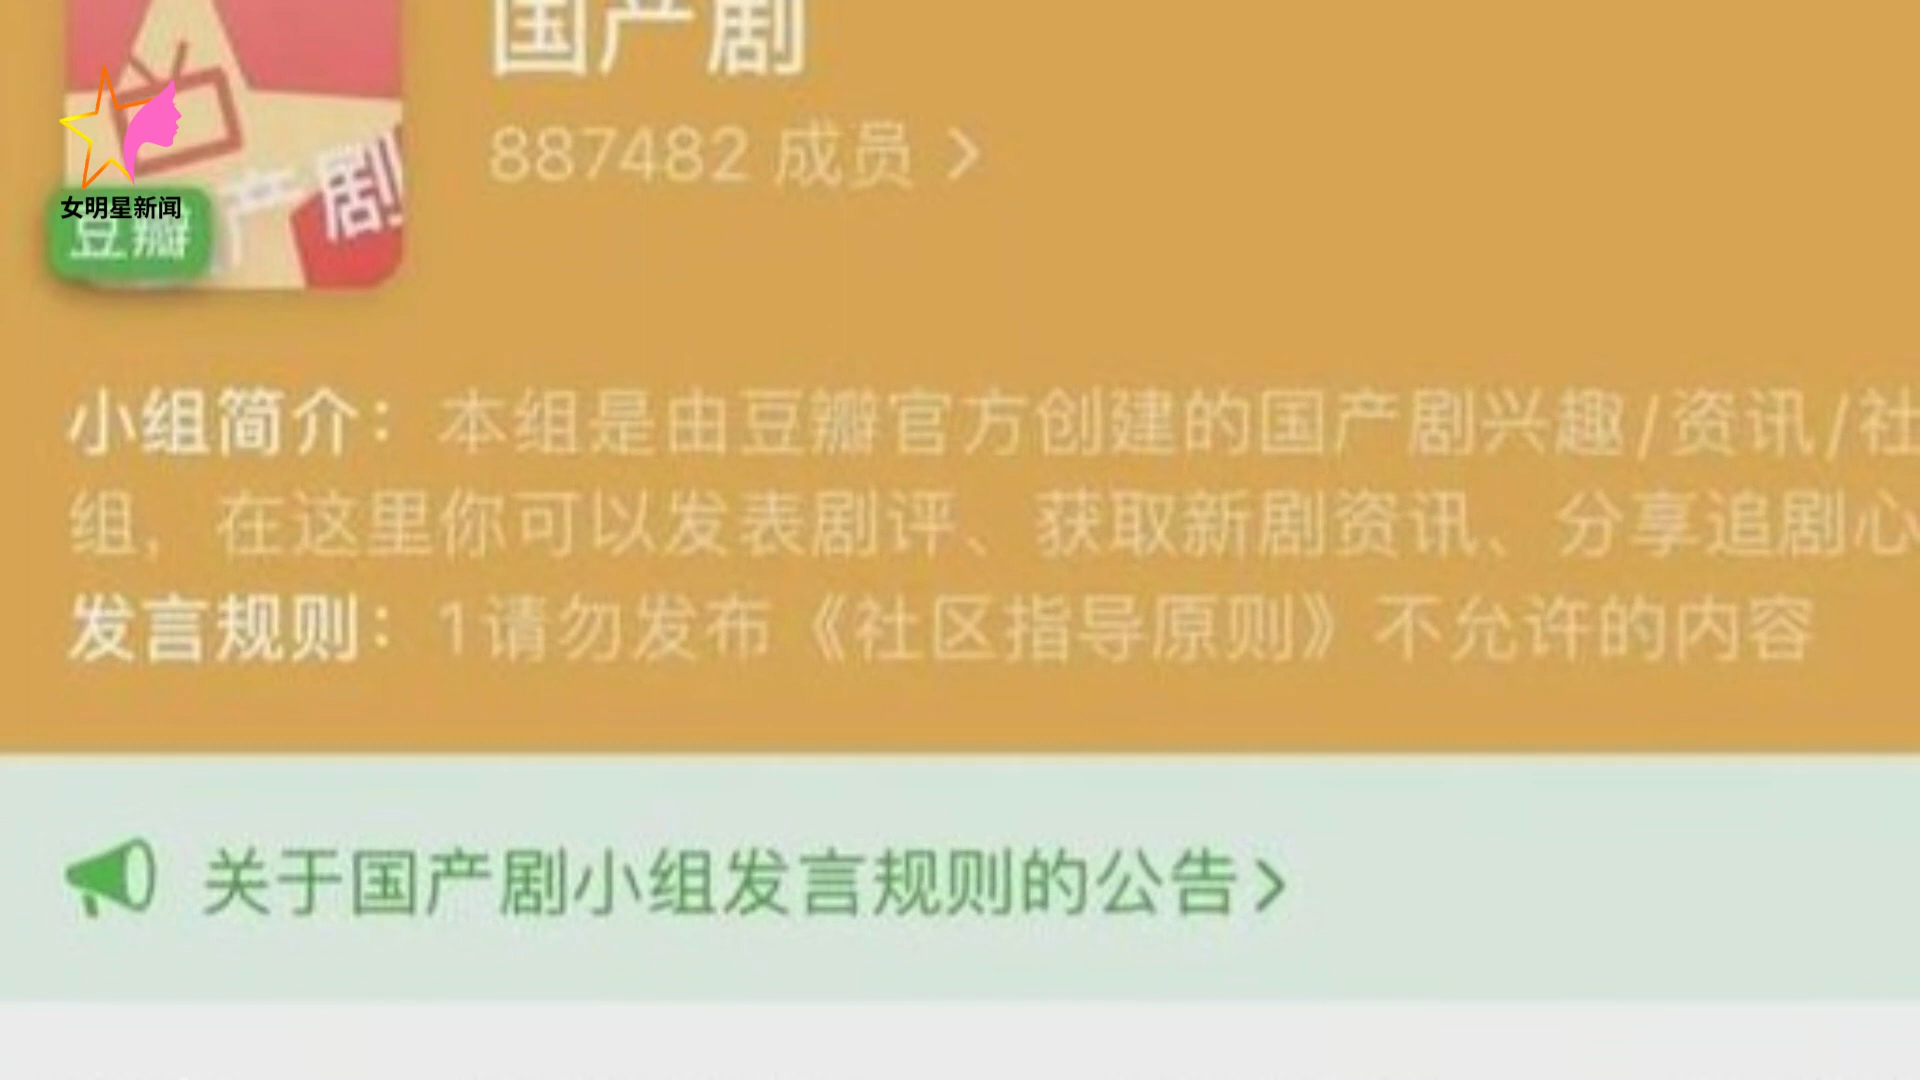 国产剧
887482 成员 >
产剧
女明星新闻
豆瓣
小组简介：本组是由豆瓣官方创建的国产剧兴趣/资讯/社
组，在这里你可以发表剧评、获取新剧资讯、分享追剧心
发言规则：1请勿发布《社区指导原则》不允许的内容
关于国产剧小组发言规则的公告>